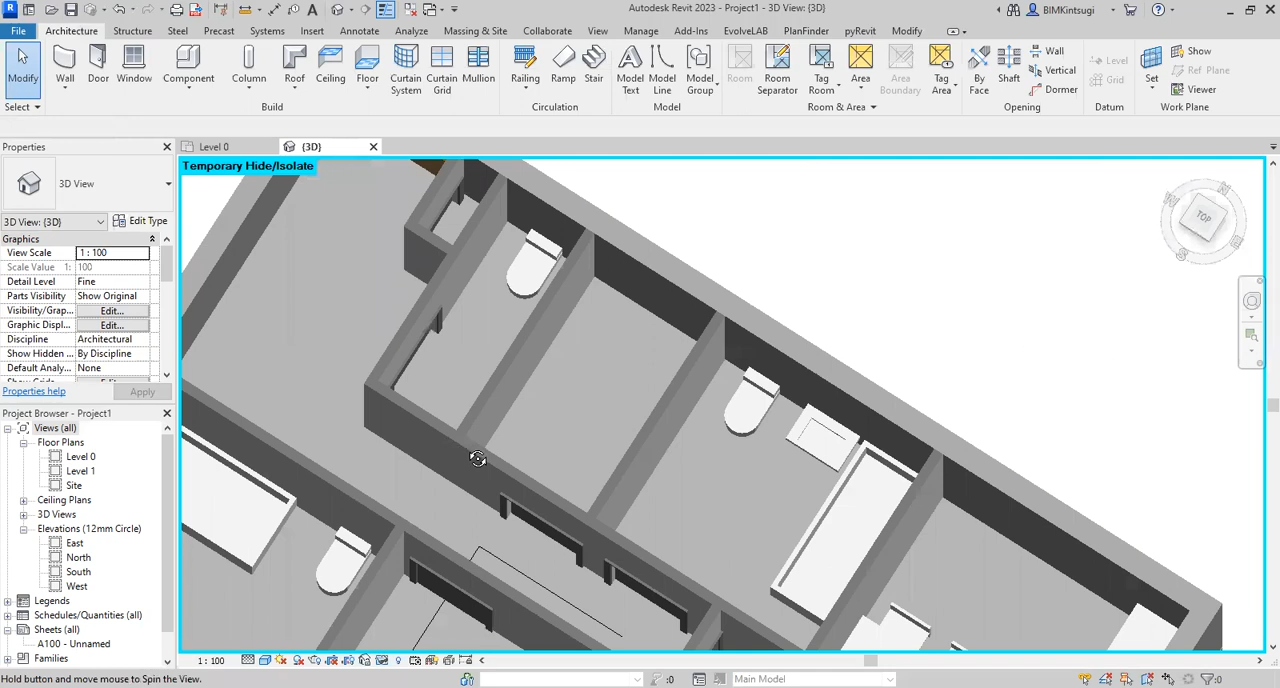 Autodesk Revit 2023 - Project1 - 3D View: {3D}
BIMKintsugi
File
Architecture
Structure
Steel
Precast
Systems
Insert
Annotate
Analyze
Massing & Site
Collaborate
View
Manage
Add-Ins
EvolveLAB
PlanFinder
pyRevit
Modify
Modify
Wall
Door
Window
Component
Column
Roof
Ceiling
Floor
Curtain System
Curtain Grid
Mullion
Railing
Ramp
Stair
Model Text
Model Line
Model Group
Room
Room Separator
Tag Room
Area
Area Boundary
Tag Area
By Face
Shaft
Wall
Vertical
Dormer
Level
Grid
Set
Show
Ref Plane
Viewer
Select
Build
Circulation
Model
Room & Area
Opening
Datum
Work Plane
Properties
Level 0
{3D}
Temporary Hide/Isolate
3D View
3D View: {3D}
Edit Type
Graphics
View Scale 1 : 100
Scale Value 1: 100
Detail Level Fine
Parts Visibility Show Original
Visibility/Grap... Edit...
Graphic Displ... Edit...
Discipline Architectural
Show Hidden ... By Discipline
Default Analy... None
Properties help
Apply
Project Browser - Project1
Views (all)
Floor Plans
Level 0
Level 1
Site
Ceiling Plans
3D Views
Elevations (12mm Circle)
East
North
South
West
Legends
Schedules/Quantities (all)
Sheets (all)
A100 - Unnamed
Families
TOP
N
E
S
W
1 : 100
Hold button and move mouse to Spin the View.
:0
Main Model
:0